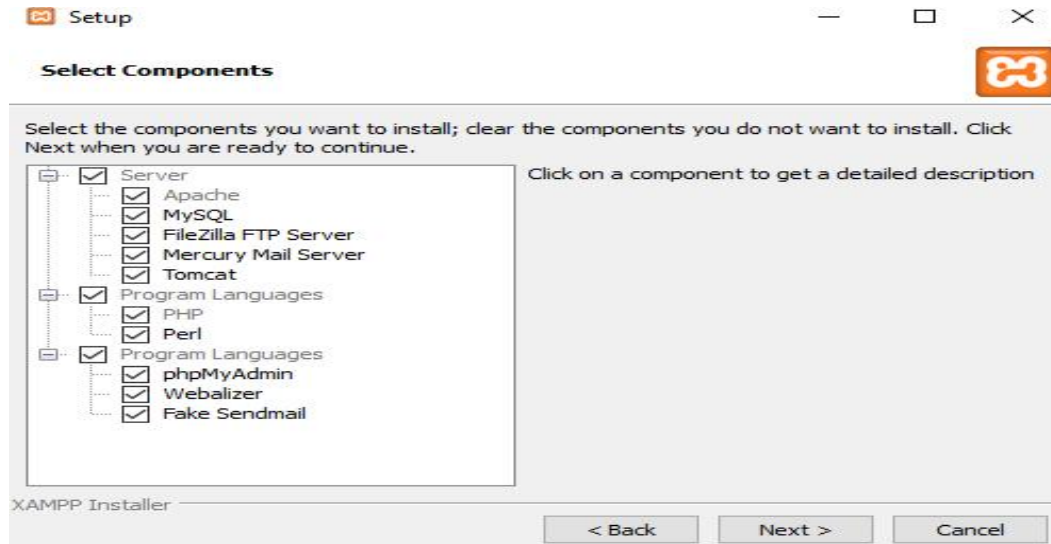 Setup
Select Components
Select the components you want to install; clear the components you do not want to install. Click
Next when you are ready to continue.
Click on a component to get a detailed description
Server
Apache
MySQL
FileZilla FTP Server
Mercury Mail Server
Tomcat
Program Languages
PHP
Perl
Program Languages
phpMyAdmin
Webalizer
Fake Sendmail
XAMPP Installer
< Back
Next >
Cancel